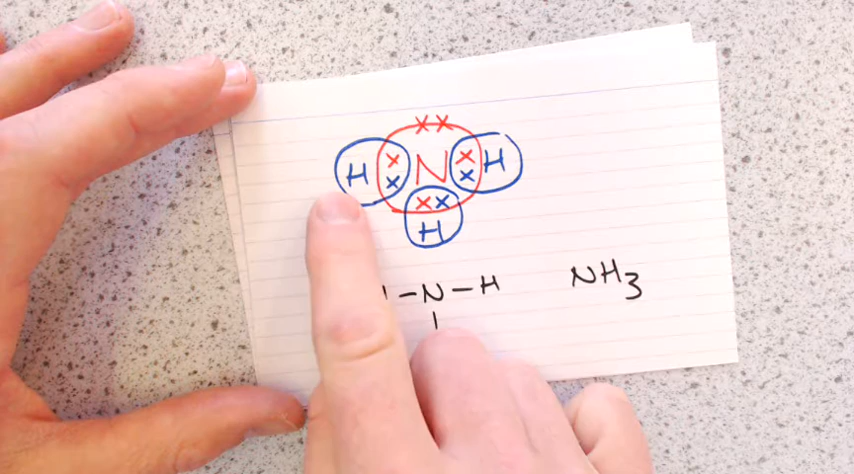 ××
H × N × H
× ×
××
H
-N-H NH₃